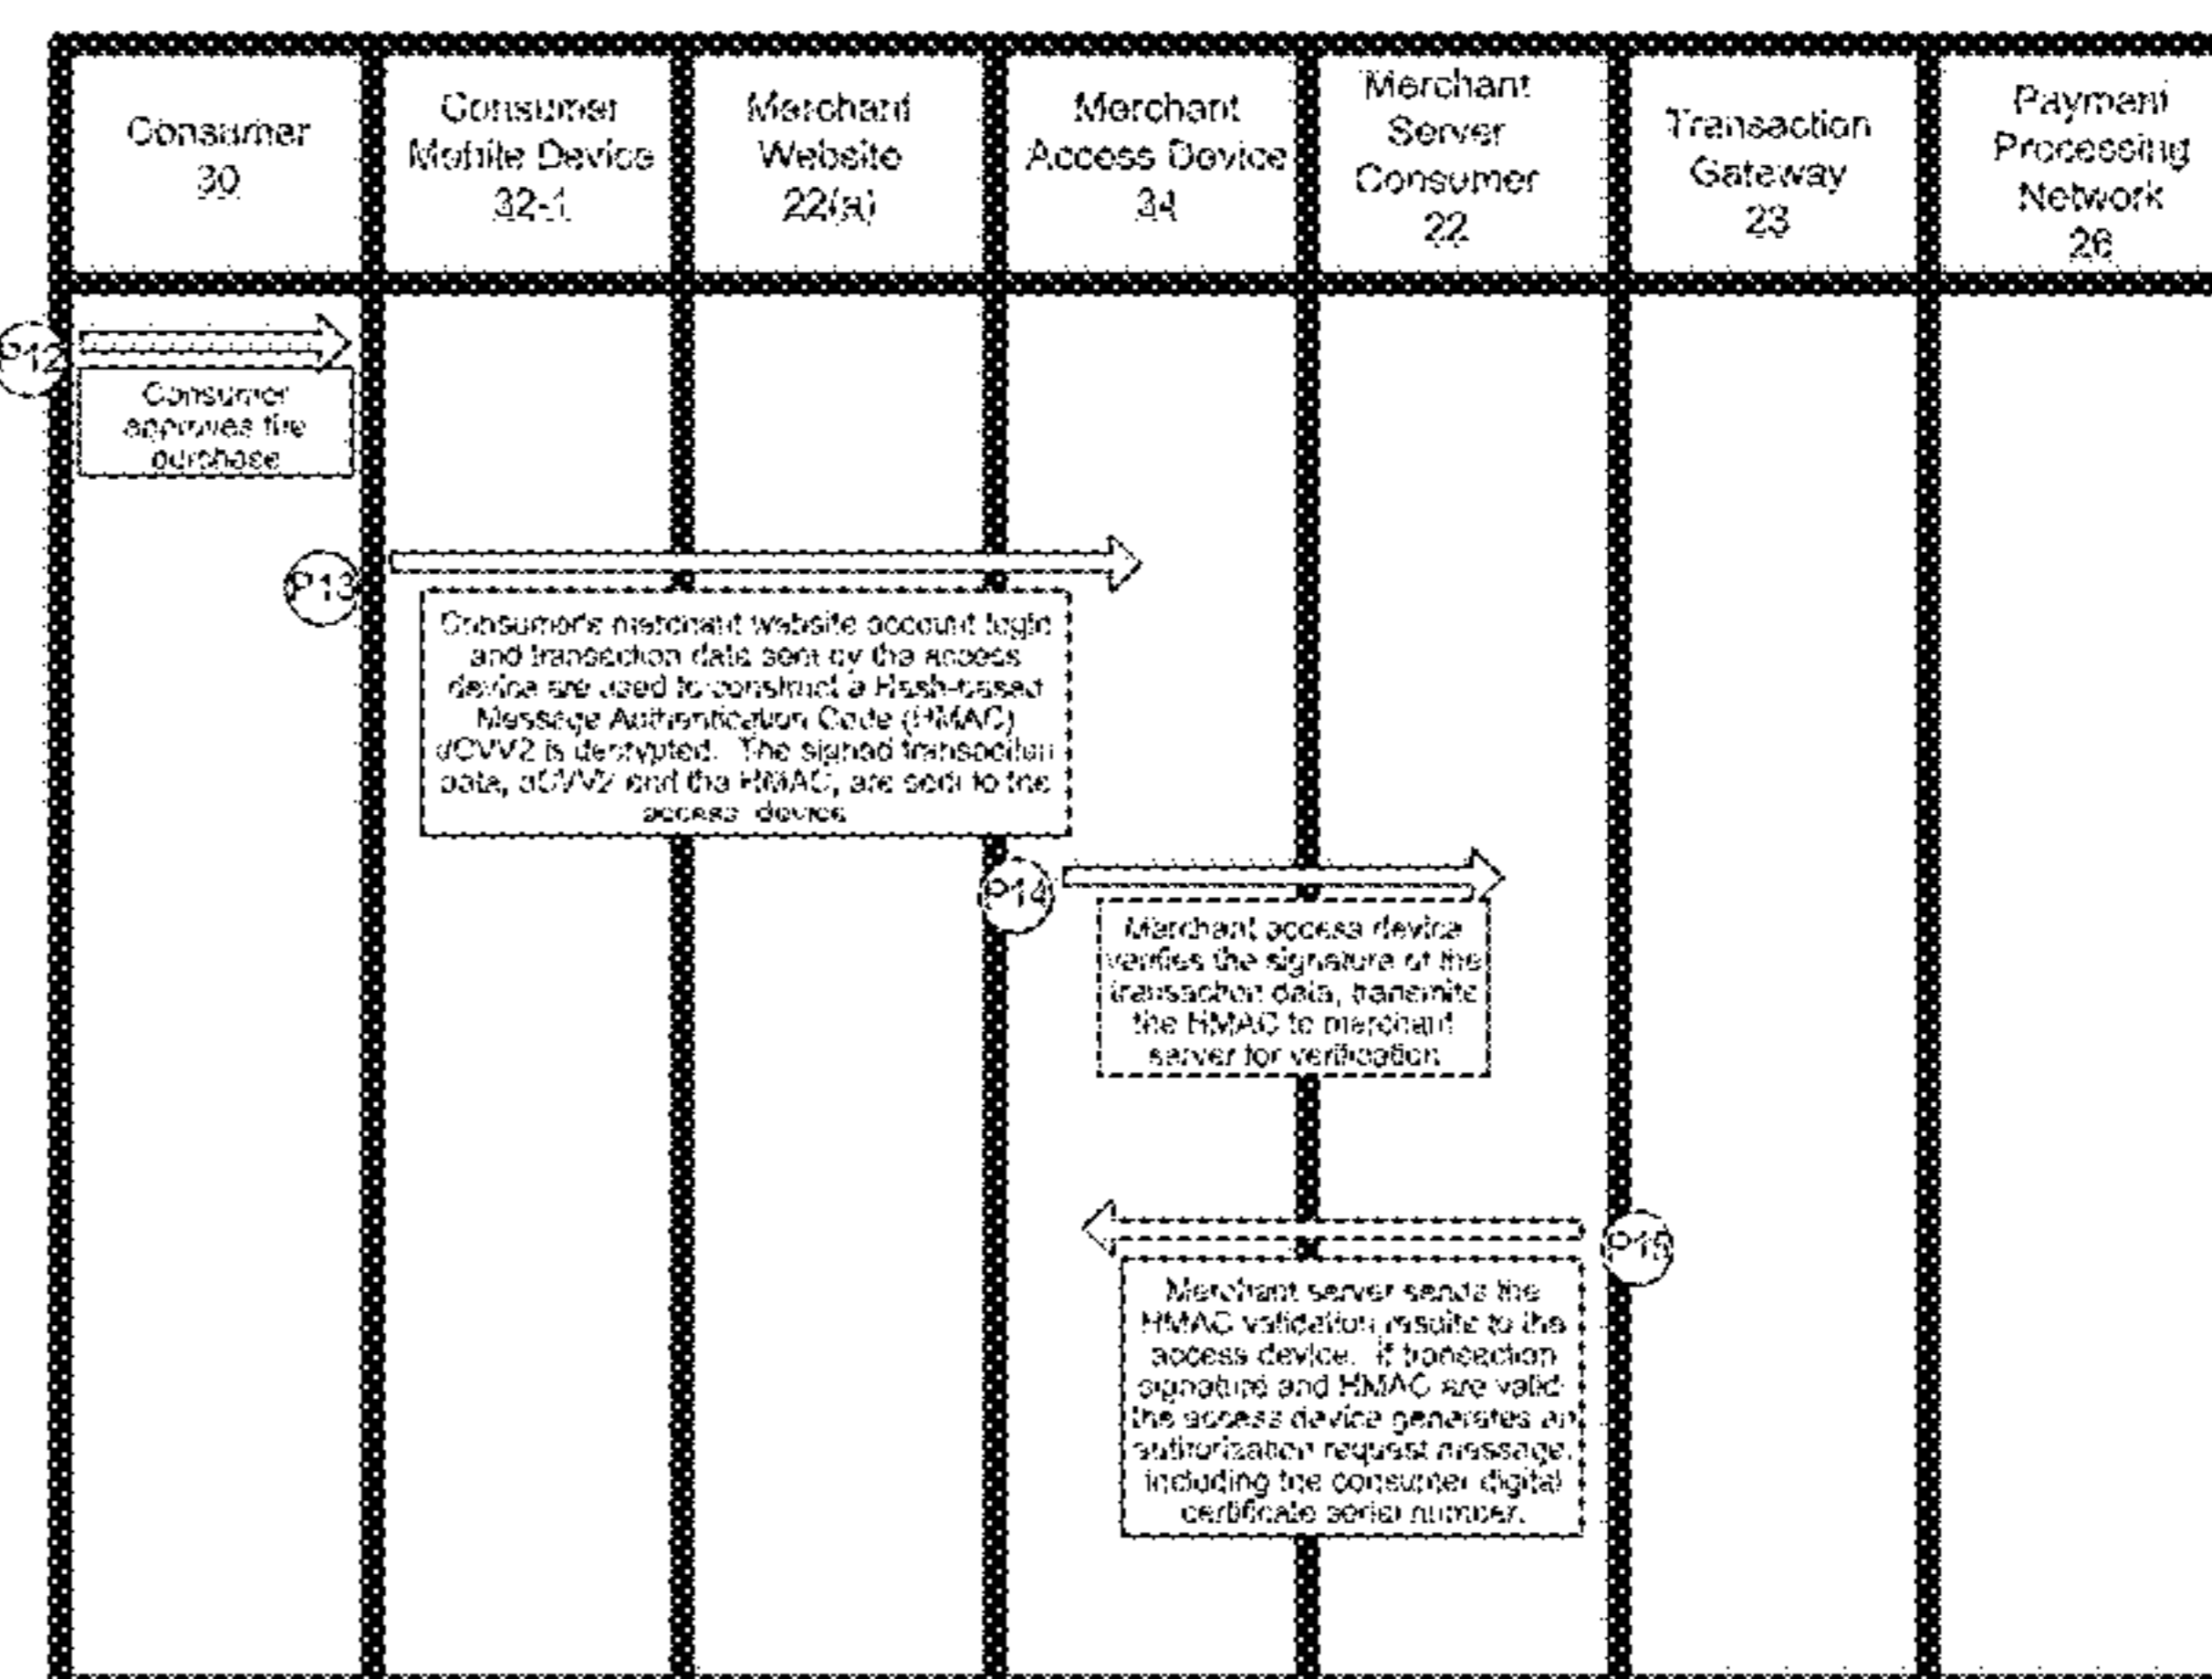 Consumer
30
Consumer
Mobile Device
32-1
Merchant
Website
22(a)
Merchant
Access Device
34
Merchant
Server
Consumer
22
Transaction
Gateway
23
Payment
Processing
Network
26
P12
Consumer
approves the
purchase
P13
Consumer's merchant website account login
and transaction data sent by the access
device are used to construct a Hash-based
Message Authentication Code (HMAC)
dCVV2 is decrypted. The signed transaction
data, dCVV2 and the HMAC, are sent to the
access device
P14
Merchant access device
verifies the signature of the
transaction data, transmits
the HMAC to merchant
server for verification
P15
Merchant server sends the
HMAC validation results to the
access device. If transaction
signature and HMAC are valid
the access device generates an
authorization request message,
including the consumer digital
certificate serial number.